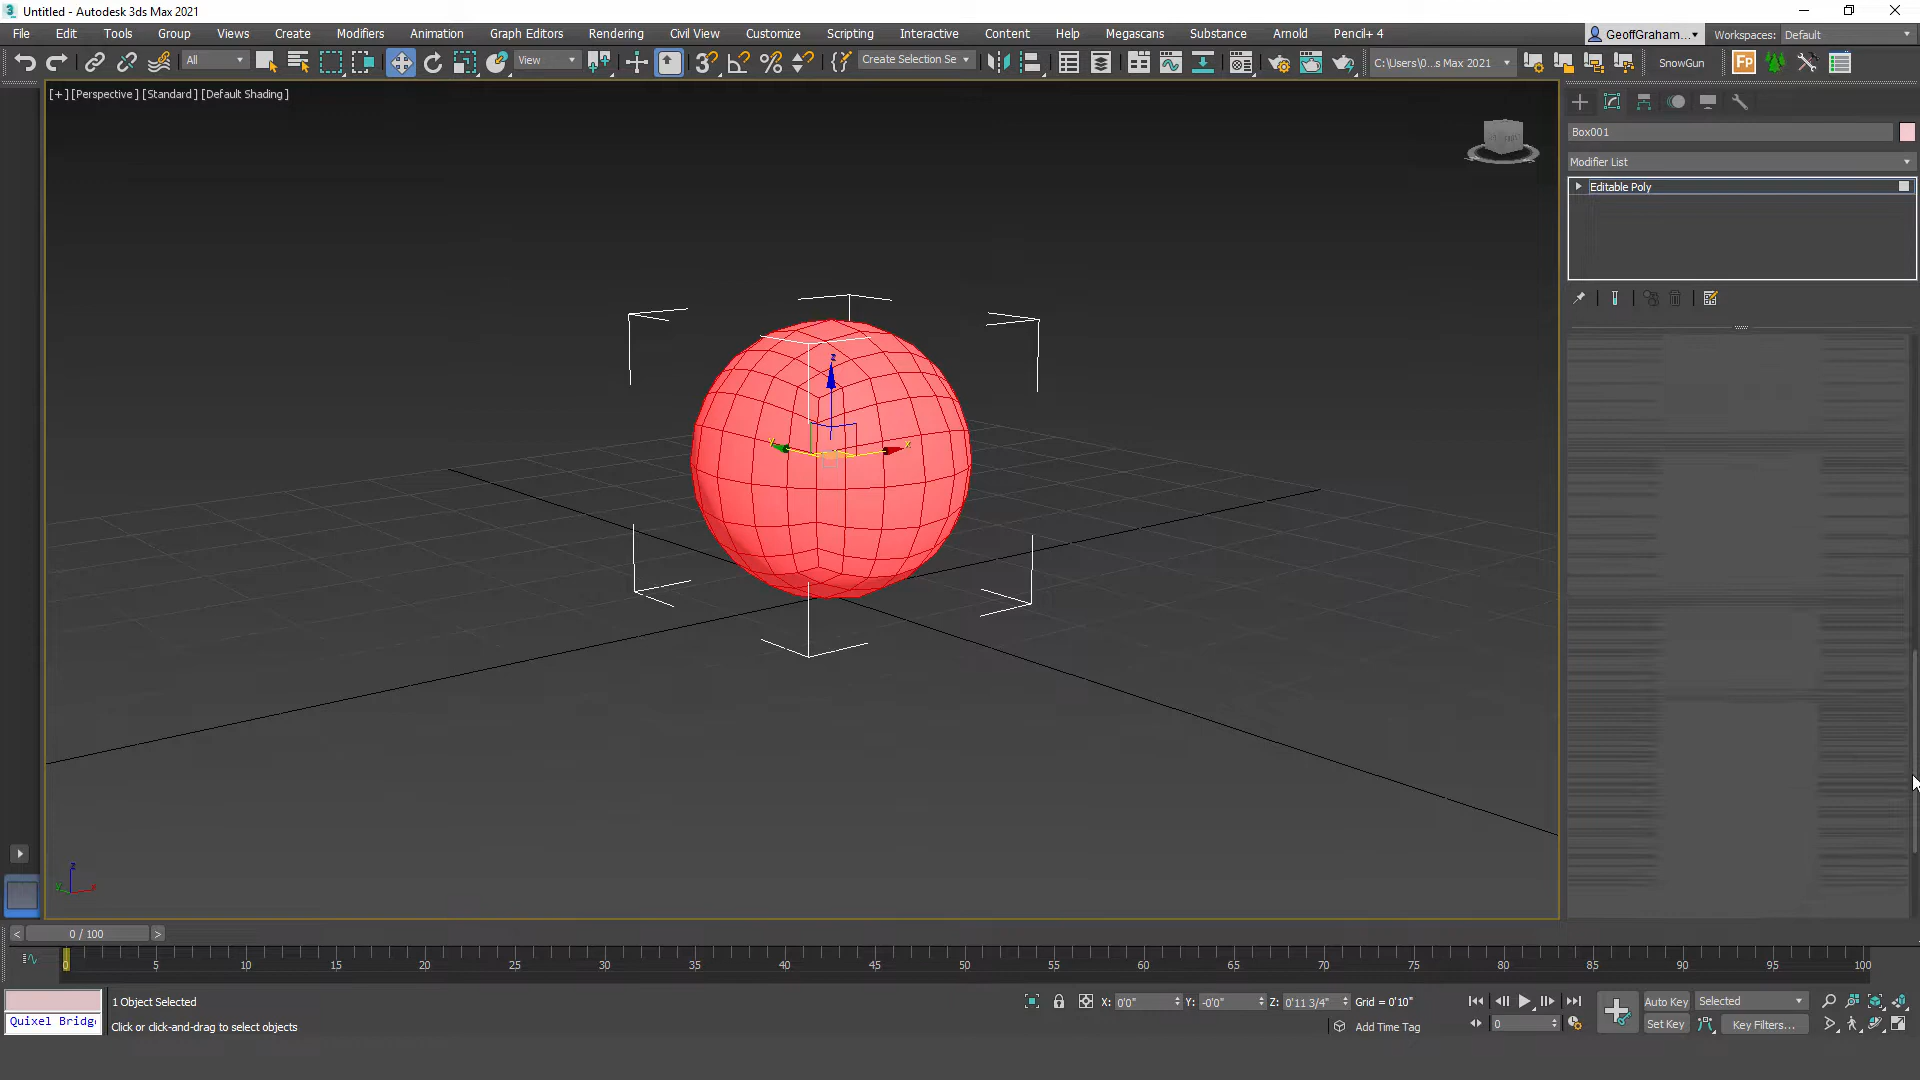 Untitled - Autodesk 3ds Max 2021
File Edit Tools Group Views Create Modifiers Animation Graph Editors Rendering Civil View Customize Scripting Interactive Content Help Megascans Substance Arnold Pencil+ 4 GeoffGraham... Workspaces: Default
All View Create Selection Se C:\Users\0...s Max 2021 SnowGun FP
[+] [Perspective] [Standard] [Default Shading]
Box001
Modifier List
Editable Poly
z
y x
z
y x
< 0 / 100 >
0 5 10 15 20 25 30 35 40 45 50 55 60 65 70 75 80 85 90 95 100
1 Object Selected X: 0'0" Y: -0'0" Z: 0'11 3/4" Grid = 0'10" Auto Key Selected
Quixel Bridg Click or click-and-drag to select objects Add Time Tag 0 Set Key Key Filters...